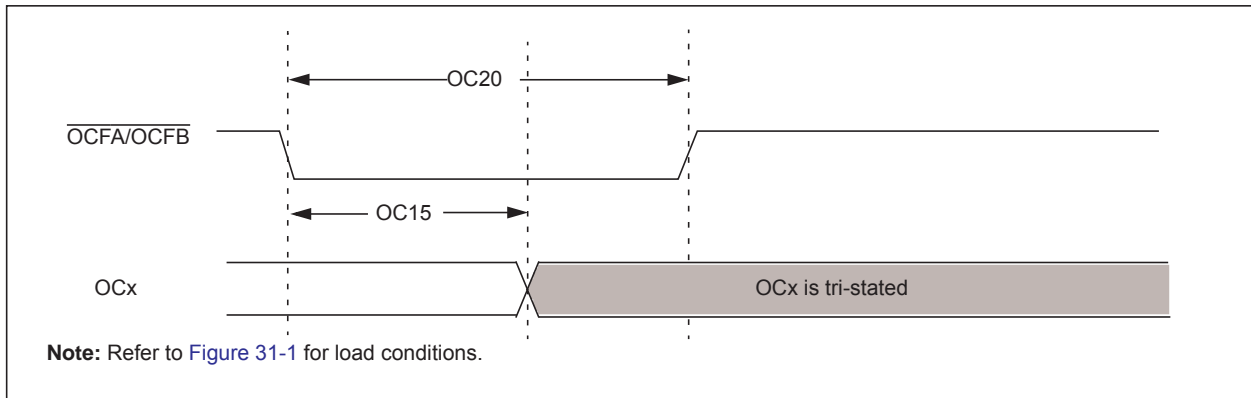 OC20
OCFA/OCFB
OC15
OCx
OCx is tri-stated
Note: Refer to Figure 31-1 for load conditions.